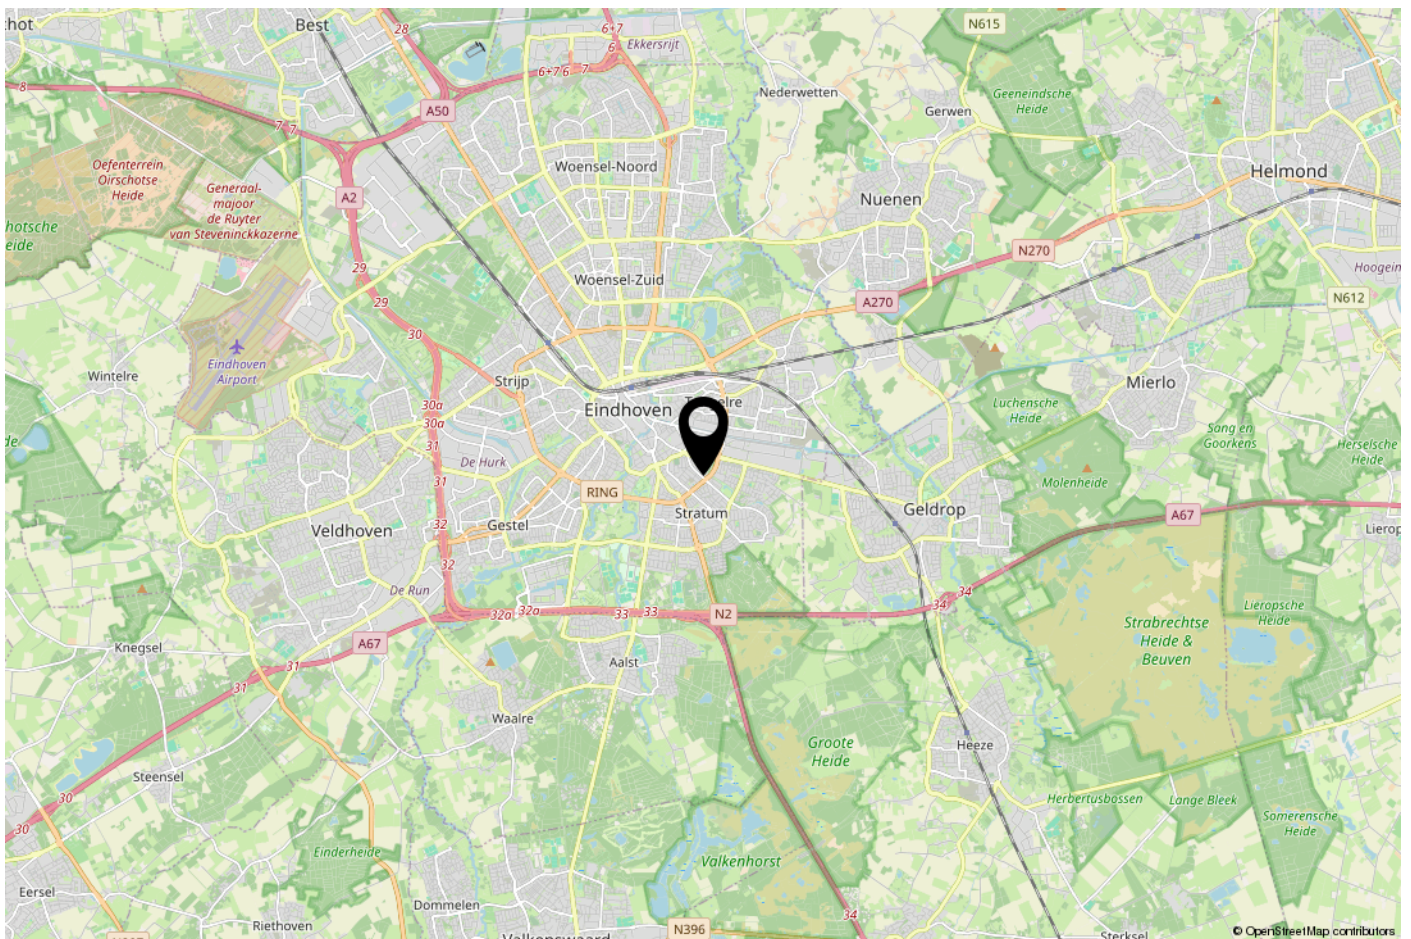 Best
28
6+7
6
Ekkersrijt
N615
8
6+7 6
7
Nederwetten
Geeneindsche
Heide
A50
Gerwen
7
7
Oefenterrein
Oirschotse
Heide
Woensel-Noord
Helmond
Generaal-
majoor
de Ruyter
van Steveninckkazerne
A2
Nuenen
N270
29
Woensel-Zuid
N612
29
A270
30
Eindhoven
Airport
Wintelre
Strijp
Mierlo
30a
Eindhoven
Luchensche
Heide
30a
31
Sang en
Goorkens
Herselsche
Heide
De Hurk
31
RING
Molenheide
Stratum
Geldrop
A67
32
Gestel
Veldhoven
32
De Run
34
34
32a
32a
33
33
N2
Lieropsche
Heide
Strabrechtse
Heide &
Beuven
A67
Knegsel
31
Aalst
31
Waalre
Groote
Heide
Heeze
Steensel
30
Herbertusbossen
Lange Bleek
30
Somerensche
Heide
Einderheide
Valkenhorst
Eersel
Dommelen
34
Riethoven
N396
© OpenStreetMap contributors